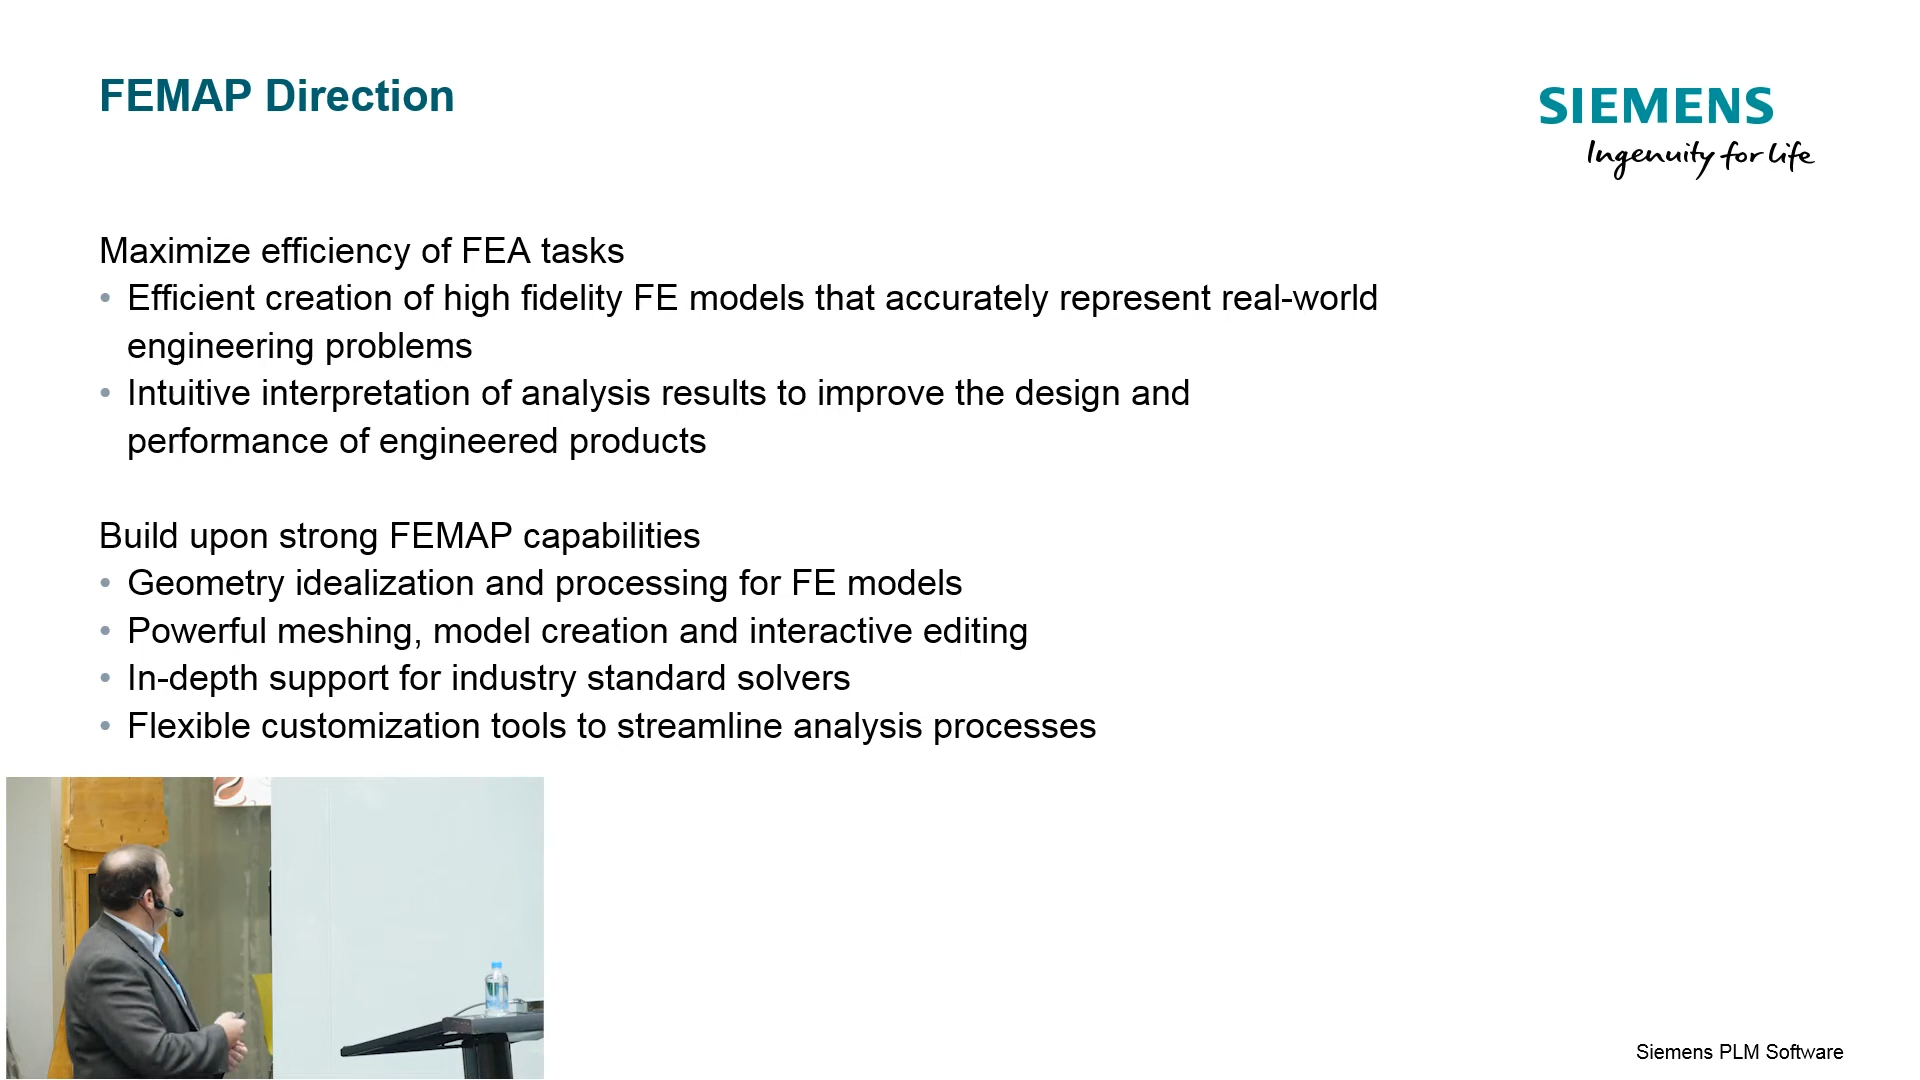 FEMAP Direction
SIEMENS
Ingenuity for life
Maximize efficiency of FEA tasks
• Efficient creation of high fidelity FE models that accurately represent real-world
engineering problems
• Intuitive interpretation of analysis results to improve the design and
performance of engineered products
Build upon strong FEMAP capabilities
• Geometry idealization and processing for FE models
• Powerful meshing, model creation and interactive editing
• In-depth support for industry standard solvers
• Flexible customization tools to streamline analysis processes
Siemens PLM Software